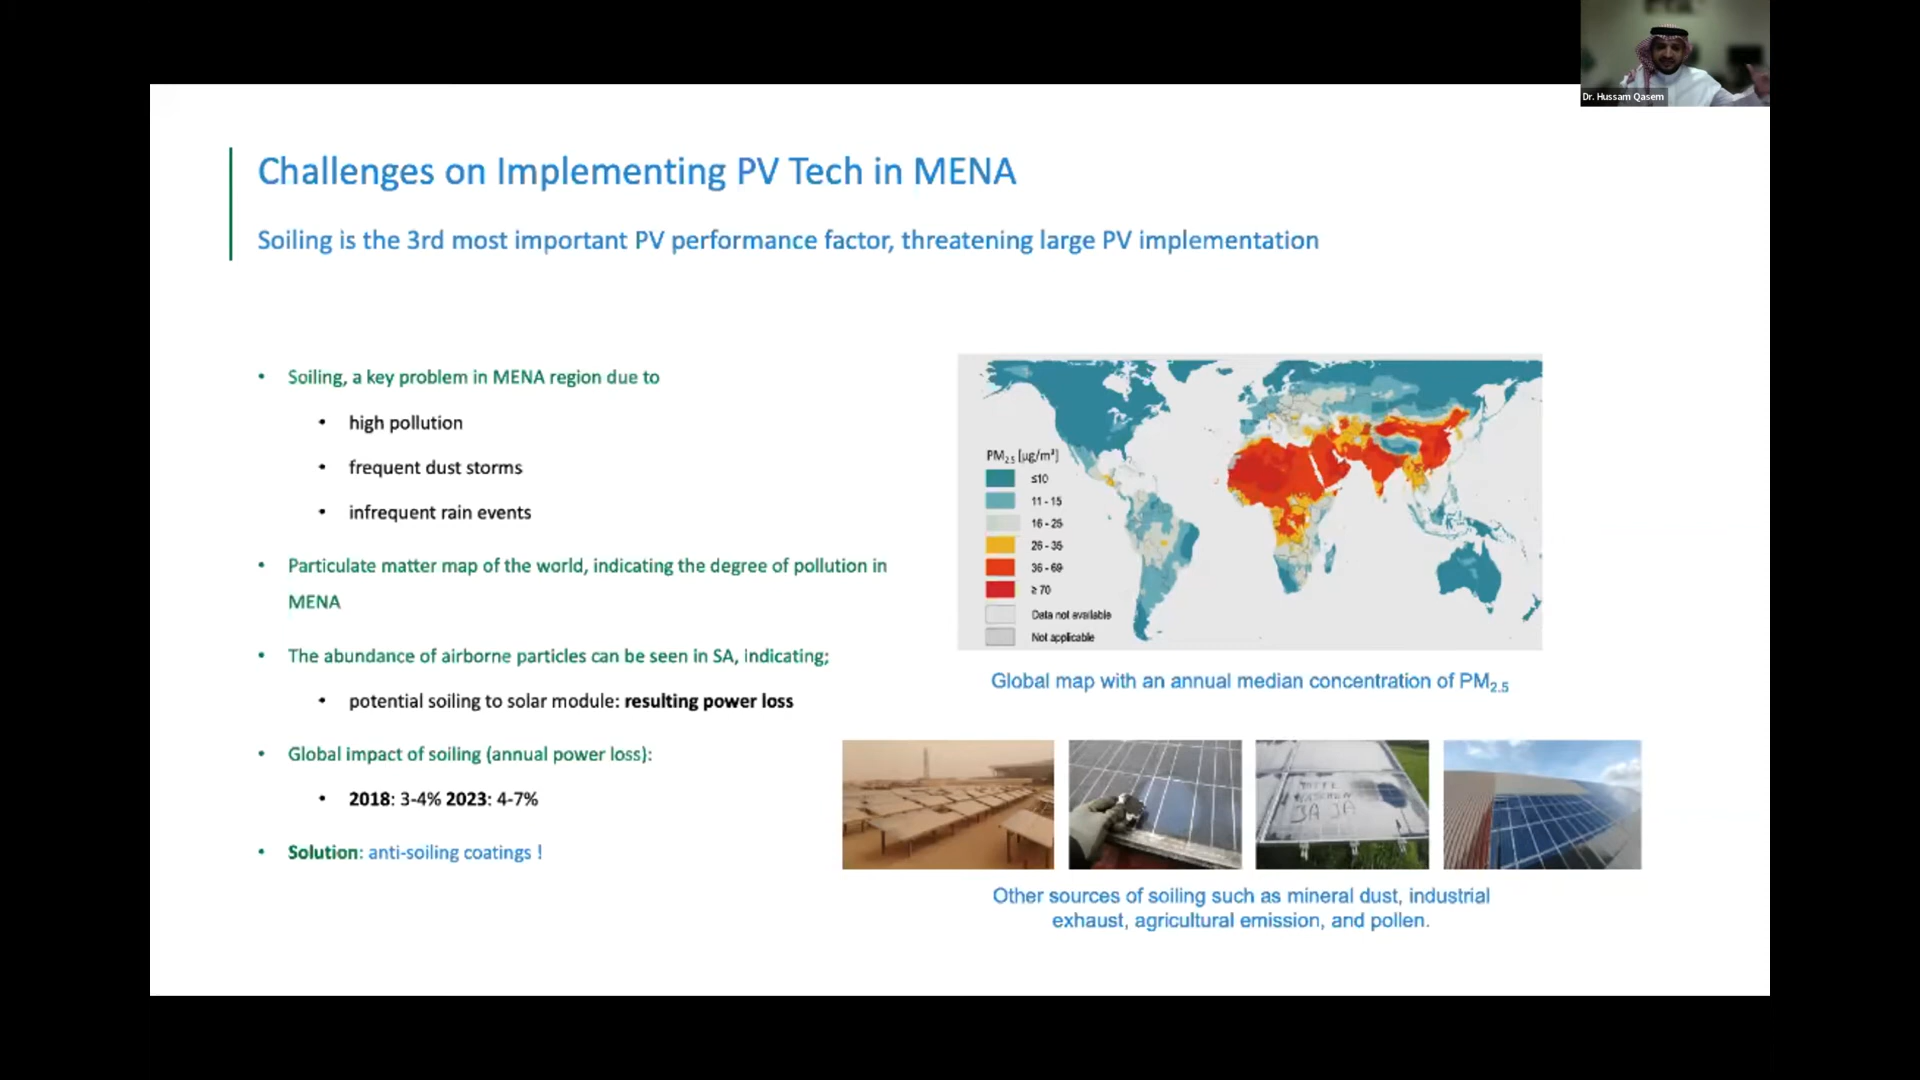 Dr. Hussam Qasem
Challenges on Implementing PV Tech in MENA
Soiling is the 3rd most important PV performance factor, threatening large PV implementation
• Soiling, a key problem in MENA region due to
• high pollution
• frequent dust storms
• infrequent rain events
• Particulate matter map of the world, indicating the degree of pollution in
MENA
• The abundance of airborne particles can be seen in SA, indicating;
• potential soiling to solar module: resulting power loss
• Global impact of soiling (annual power loss):
• 2018: 3-4% 2023: 4-7%
• Solution: anti-soiling coatings !
PM2.5 [µg/m³]
≤10
11 - 15
16 - 25
26 - 35
36 - 69
≥ 70
Data not available
Not applicable
Global map with an annual median concentration of PM2.5
BITTE
WASCHEN
JA JA
Other sources of soiling such as mineral dust, industrial
exhaust, agricultural emission, and pollen.